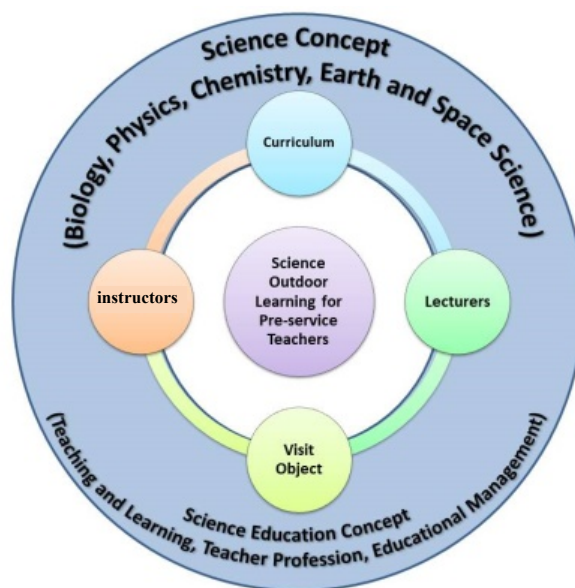 Science Concept
(Biology, Physics, Chemistry, Earth and Space Science)
Curriculum
instructors
Science
Outdoor
Learning for
Pre-service
Teachers
Lecturers
Visit
Object
Science Education Concept
(Teaching and Learning, Teacher Profession, Educational Management)